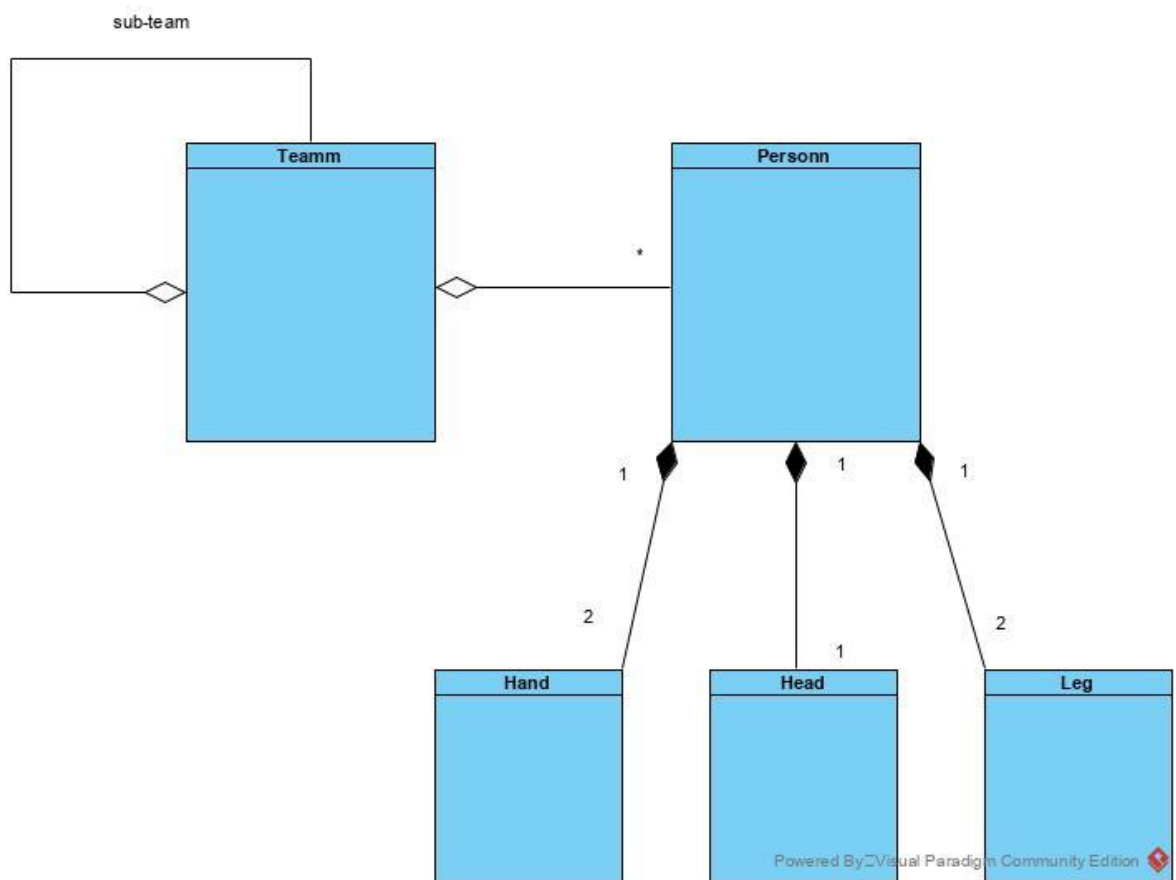 sub-team
Teamm
Personn
*
1
1
1
2
2
1
Hand
Head
Leg
Powered By Visual Paradigm Community Edition